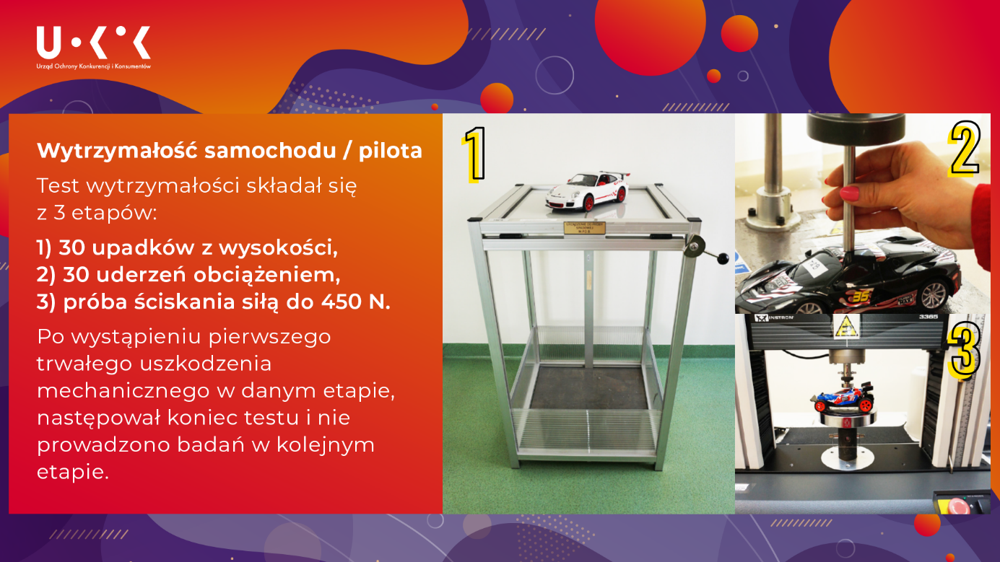 UOKiK
Urząd Ochrony Konkurencji i Konsumentów
Wytrzymałość samochodu / pilota
Test wytrzymałości składał się
z 3 etapów:
1) 30 upadków z wysokości,
2) 30 uderzeń obciążeniem,
3) próba ściskania siłą do 450 N.
Po wystąpieniu pierwszego
trwałego uszkodzenia
mechanicznego w danym etapie,
następował koniec testu i nie
prowadzono badań w kolejnym
etapie.
1
2
35
INSTRON
3365
3